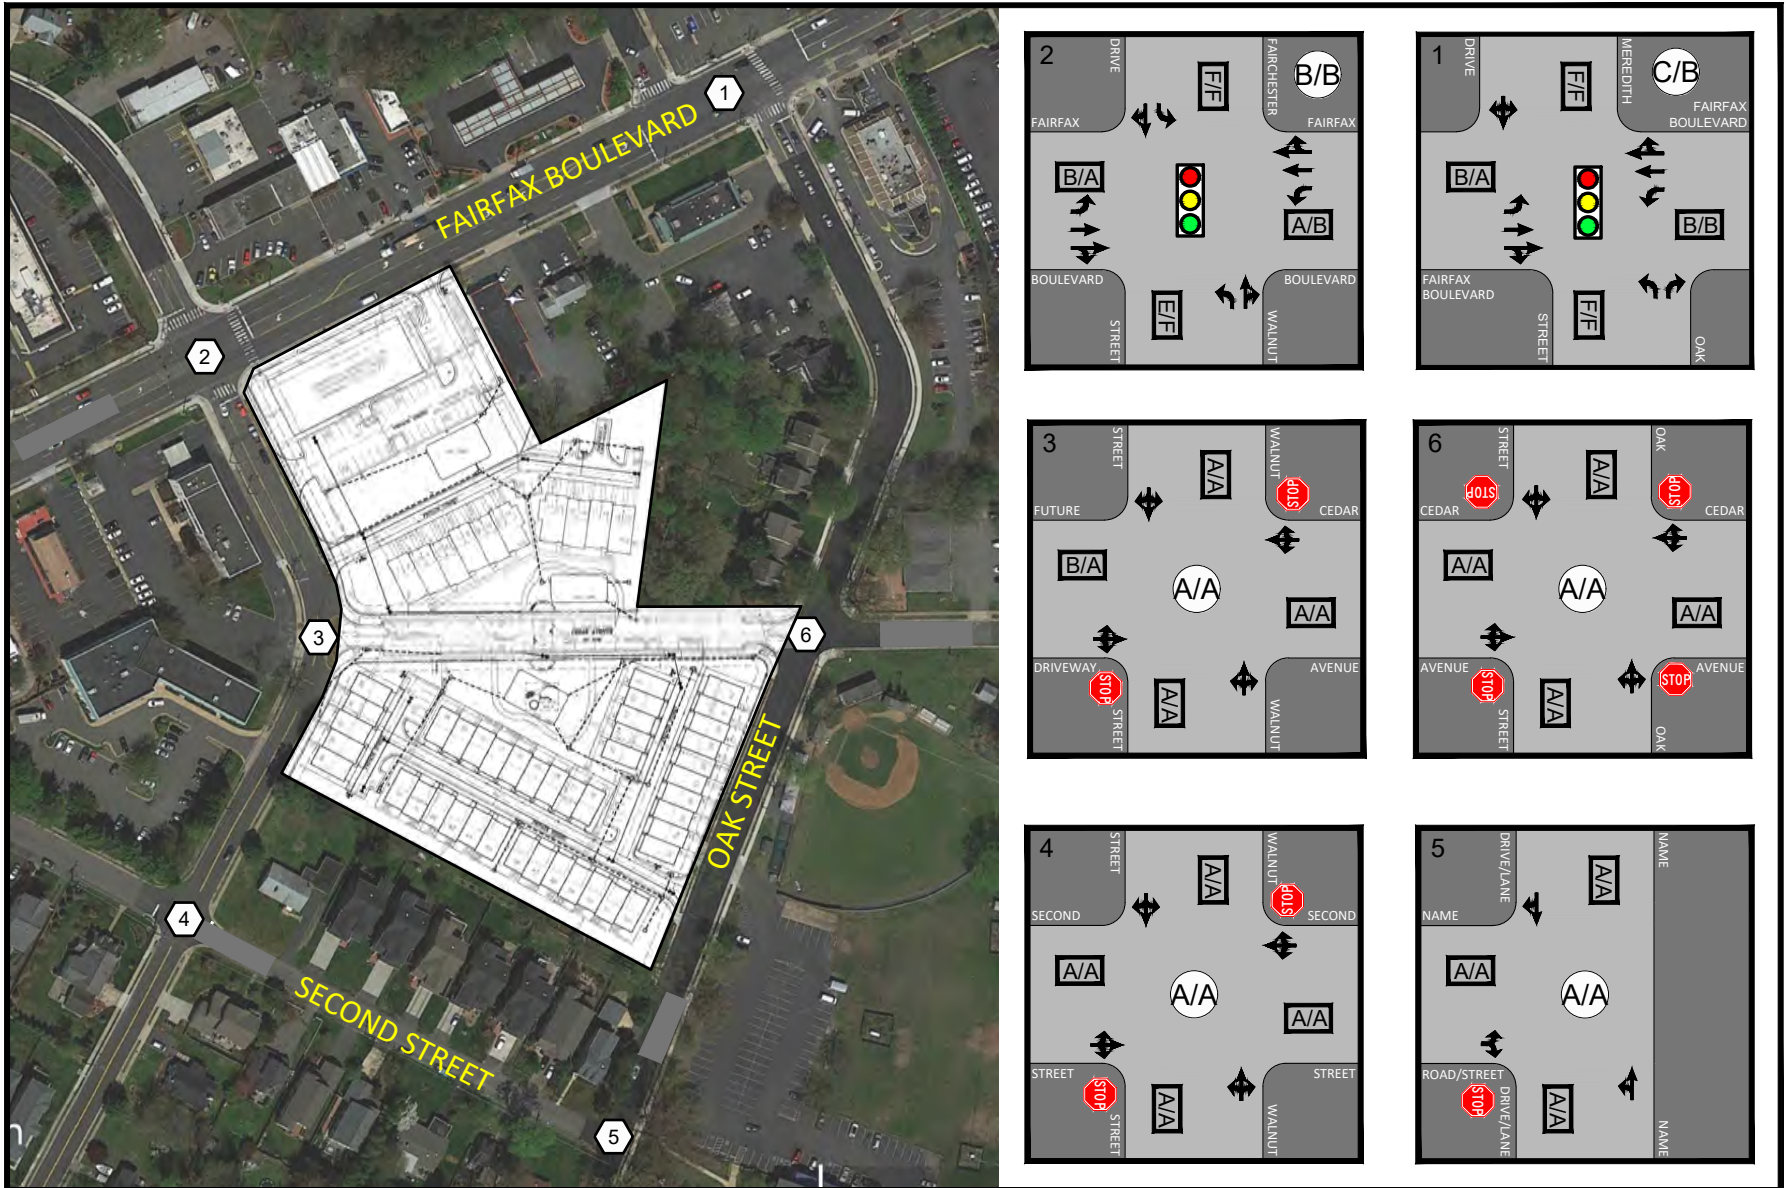 FAIRFAX BOULEVARD
OAK STREET
SECOND STREET
1
2
3
6
4
5
n
2
DRIVE
F/F
FAIRCHESTER
B/B
FAIRFAX
FAIRFAX
B/A
A/B
BOULEVARD
BOULEVARD
STREET
E/F
WALNUT
1
DRIVE
F/F
MEREDITH
C/B
FAIRFAX
BOULEVARD
B/A
B/B
FAIRFAX
BOULEVARD
STREET
F/F
OAK
3
STREET
A/A
WALNUT
STOP
FUTURE
CEDAR
B/A
A/A
A/A
DRIVEWAY
AVENUE
STOP
STREET
A/A
WALNUT
6
STREET
A/A
OAK
STOP
STOP
CEDAR
CEDAR
A/A
A/A
A/A
AVENUE
AVENUE
STOP
STOP
STREET
A/A
OAK
4
STREET
A/A
WALNUT
STOP
SECOND
SECOND
A/A
A/A
A/A
STREET
STREET
STOP
STREET
A/A
WALNUT
5
DRIVE/LANE
A/A
NAME
NAME
A/A
A/A
ROAD/STREET
STOP
DRIVE/LANE
A/A
NAME